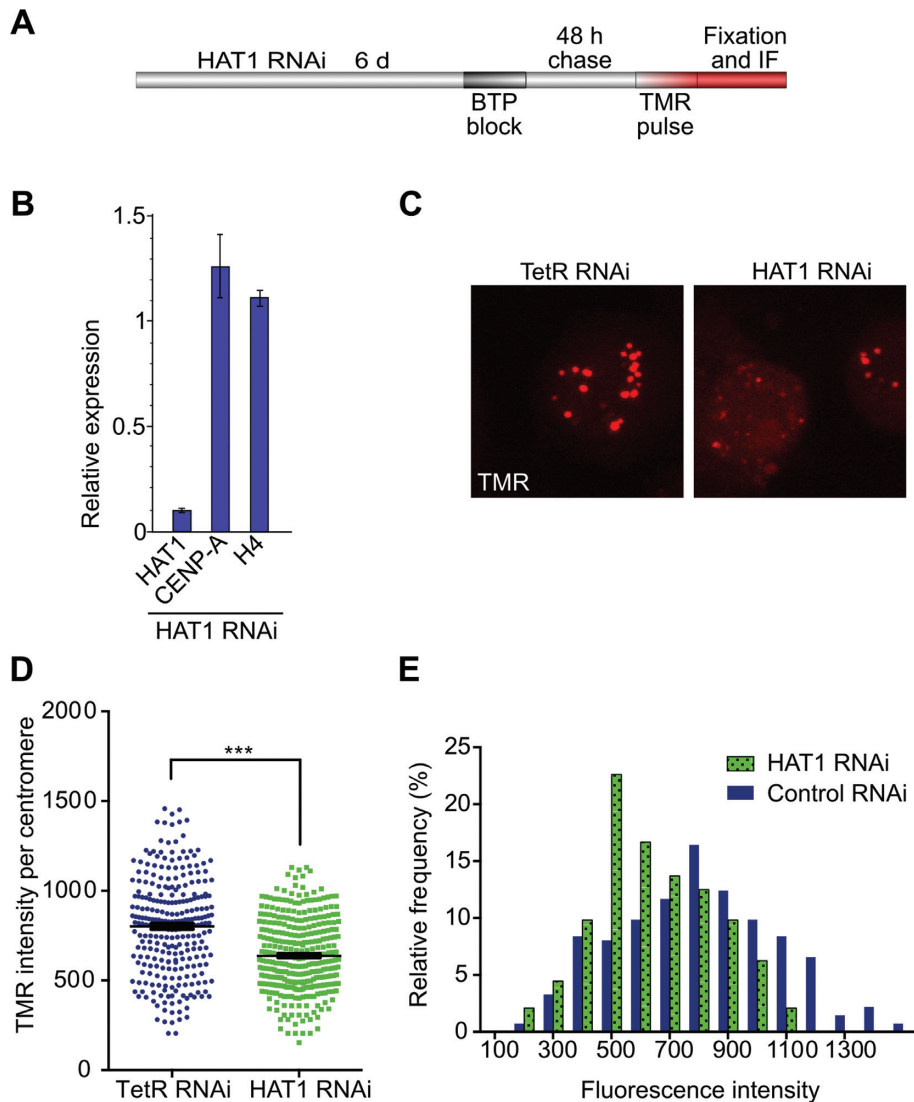 A
HAT1 RNAi 6 d
48 h
chase
Fixation
and IF
BTP
block
TMR
pulse
B
Relative expression
1.5
1
0.5
0
HAT1
CENP-A
H4
HAT1 RNAi
C
TetR RNAi
HAT1 RNAi
TMR
D
TMR intensity per centromere
2000
1500
1000
500
0
***
TetR RNAi
HAT1 RNAi
E
Relative frequency (%)
25
20
15
10
5
0
HAT1 RNAi
Control RNAi
100 300 500 700 900 1100 1300
Fluorescence intensity